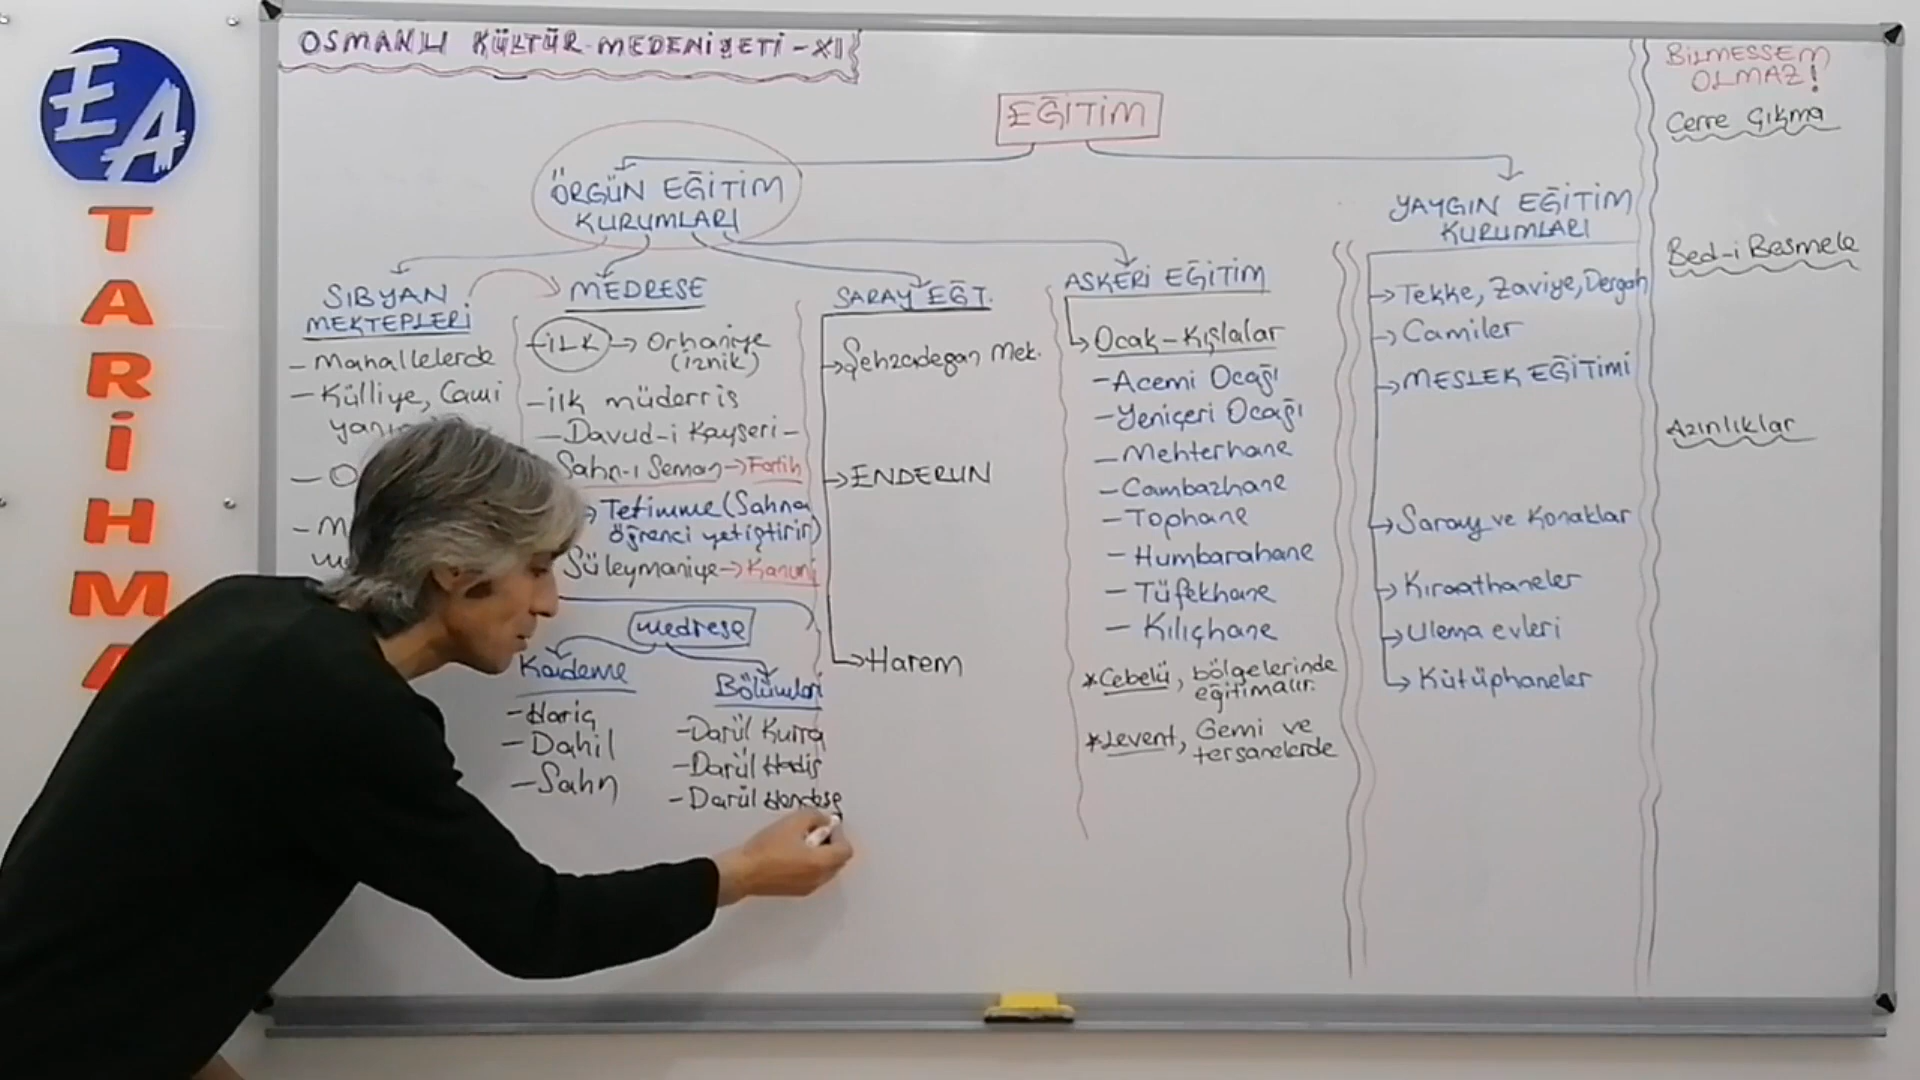 EA
TARİHMA
OSMANLI KÜLTÜR-MEDENİYETİ-XI
EĞİTİM
ÖRGÜN EĞİTİM
KURUMLARI
YAYGIN EĞİTİM
KURUMLARI
SIBYAN
MEKTEPLERİ
- Mahallelerde
- Külliye, Cami
MEDRESE
- İLK → Orhaniye
(İznik)
- ilk müderris
- Davud-i Kayseri -
Sahn-ı Seman → Fatih
→ Tetimme (Sahna
öğrenci yetiştirir)
Süleymaniye → Kanuni
medrese
Kademe
- Hariç
- Dahil
- Sahn
Bölümleri
- Darül Kurra
- Darül Hadis
- Darül Hendese
SARAY EĞT.
→ Şehzadegan Mek.
→ ENDERUN
→ Harem
ASKERİ EĞİTİM
→ Ocak-Kışlalar
- Acemi Ocağı
- Yeniçeri Ocağı
- Mehterhane
- Cambazhane
- Tophane
- Humbarahane
- Tüfekhane
- Kılıçhane
* Cebelü, bölgelerinde
eğitim alır.
* Levent, Gemi ve
tersanelerde
→ Tekke, Zaviye, Dergah
→ Camiler
→ MESLEK EĞİTİMİ
→ Saray ve Konaklar
→ Kıraathaneler
→ Ulema evleri
→ Kütüphaneler
BİLMESSEM
OLMAZ!
Cerre Çıkma
Bed-i Besmele
Azınlıklar